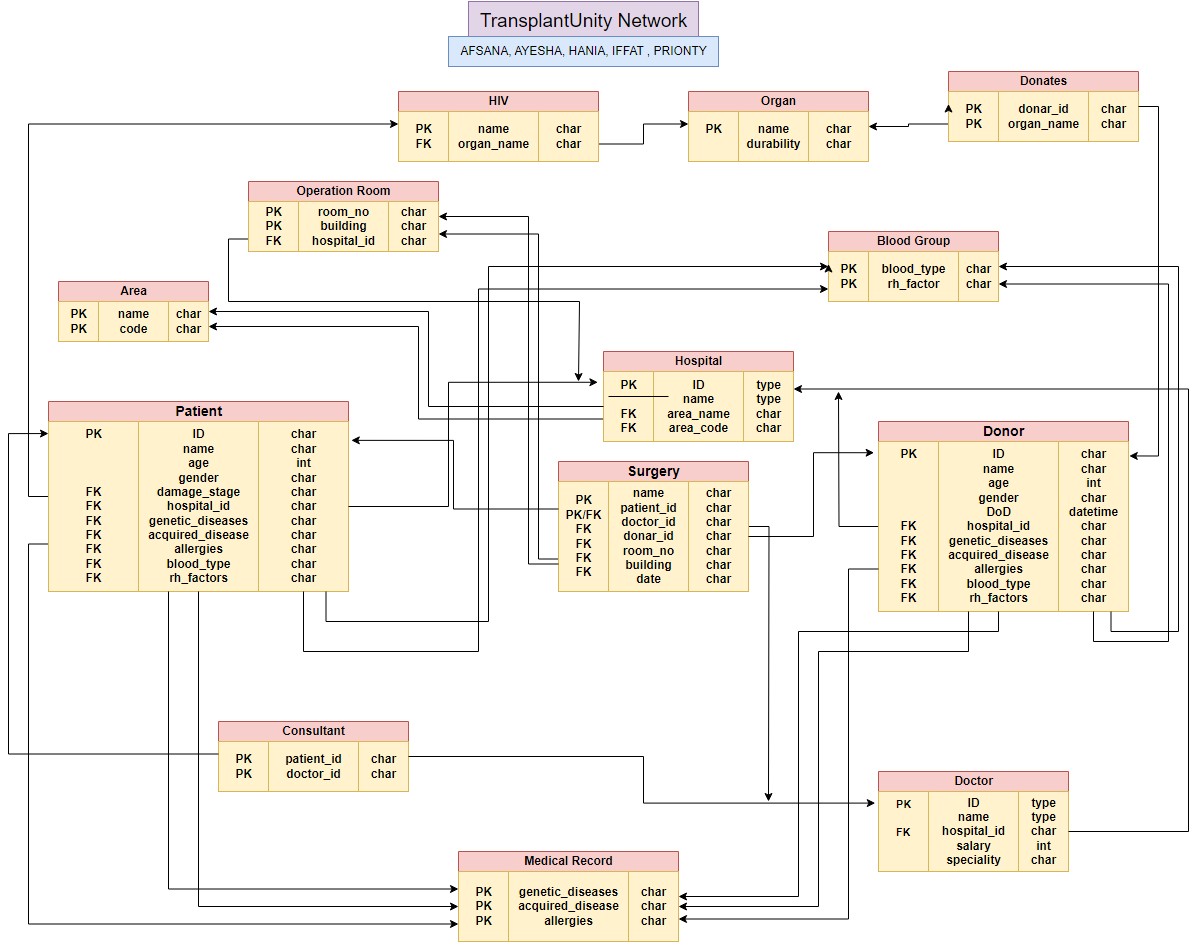 TransplantUnity Network
AFSANA, AYESHA, HANIA, IFFAT , PRIONTY
HIV
PK name char
FK organ_name char
Organ
PK name char
durability char
Donates
PK donar_id char
PK organ_name char
Operation Room
PK room_no char
PK building char
FK hospital_id char
Blood Group
PK blood_type char
PK rh_factor char
Area
PK name char
PK code char
Hospital
PK ID type
name type
FK area_name char
FK area_code char
Patient
PK ID char
name char
age int
gender char
FK damage_stage char
FK hospital_id char
FK genetic_diseases char
FK acquired_disease char
FK allergies char
FK blood_type char
FK rh_factors char
Surgery
PK name char
PK/FK patient_id char
FK doctor_id char
FK donar_id char
FK room_no char
FK building char
date char
Donor
PK ID char
name char
age int
gender char
DoD datetime
FK hospital_id char
FK genetic_diseases char
FK acquired_disease char
FK allergies char
FK blood_type char
FK rh_factors char
Consultant
PK patient_id char
PK doctor_id char
Doctor
PK ID type
name type
FK hospital_id char
salary int
speciality char
Medical Record
PK genetic_diseases char
PK acquired_disease char
PK allergies char